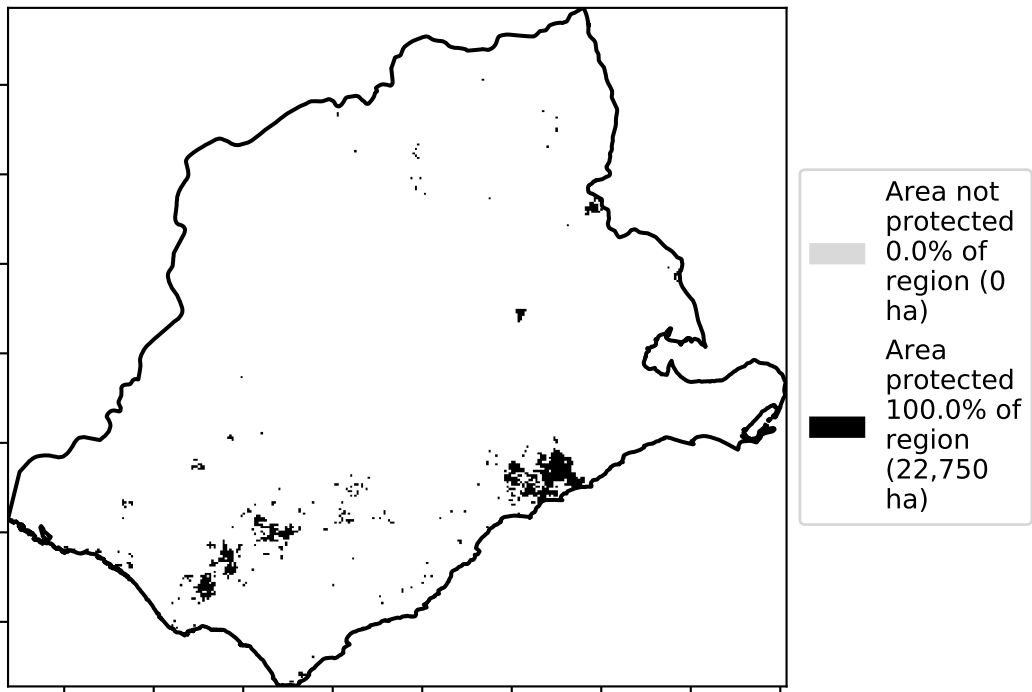 Area not
protected
0.0% of
region (0
ha)
Area
protected
100.0% of
region
(22,750
ha)